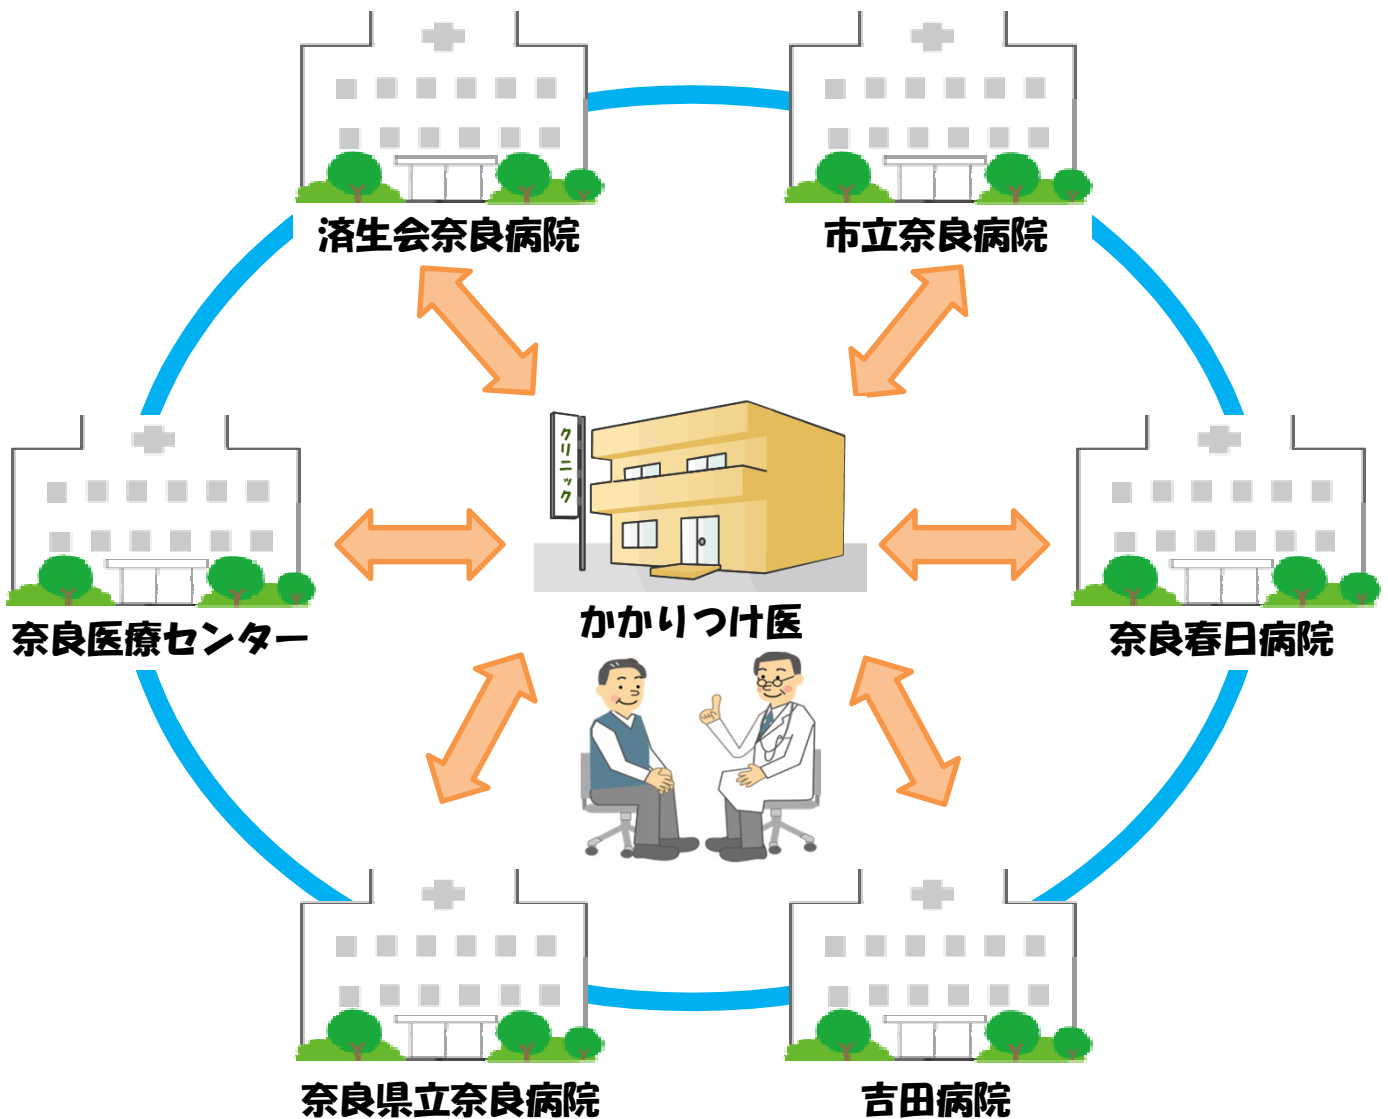 済生会奈良病院
市立奈良病院
クリニック
奈良医療センター
かかりつけ医
奈良春日病院
奈良県立奈良病院
吉田病院